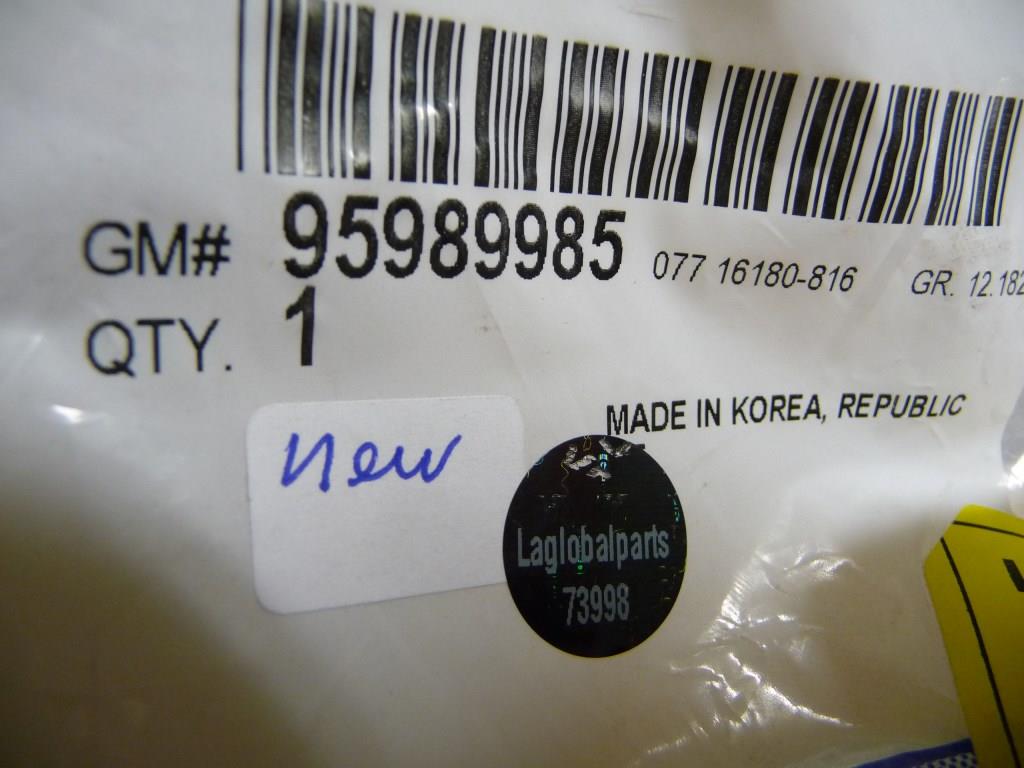 GM# 95989985 077 16180-816 GR. 12.182
QTY. 1
MADE IN KOREA, REPUBLIC
new
Laglobalparts
73998